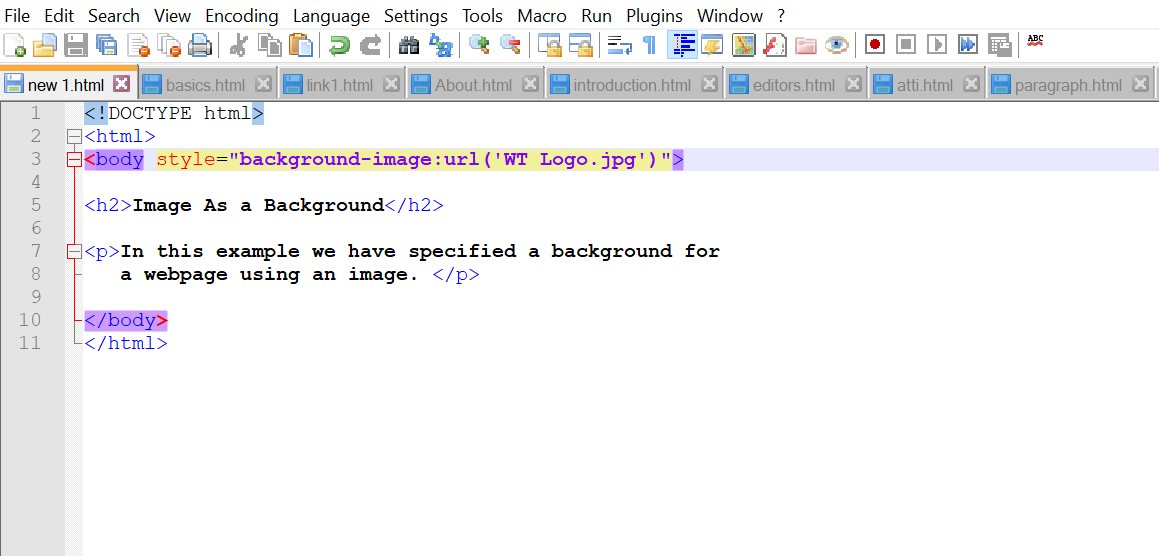 File Edit Search View Encoding Language Settings Tools Macro Run Plugins Window ?
ABC
new 1.html basics.html link1.html About.html introduction.html editors.html atti.html paragraph.html
1 <!DOCTYPE html>
2 <html>
3 <body style="background-image:url('WT Logo.jpg')">
4
5 <h2>Image As a Background</h2>
6
7 <p>In this example we have specified a background for
8 a webpage using an image. </p>
9
10 </body>
11 </html>